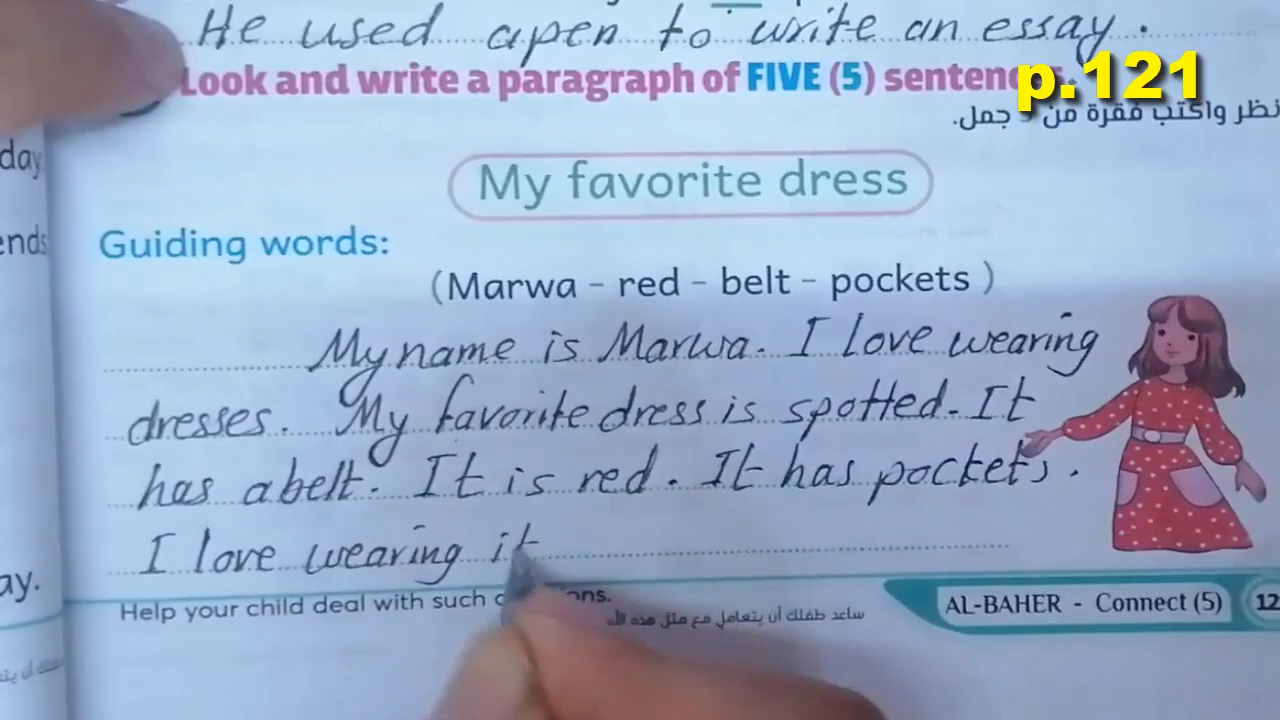 He used a pen to write an essay.
Look and write a paragraph of FIVE (5)
p.121
نظر واكتب فقرة من جمل.
day
My favorite dress
ends
Guiding words:
(Marwa - red - belt - pockets )
My name is Marwa. I love wearing
dresses. My favorite dress is spotted. It
has a belt. It is red. It has pockets.
I love wearing it
ay.
Help your child deal with such
ساعد طفلك أن يتعامل مع مثل هذه
AL-BAHER - Connect (5)
12